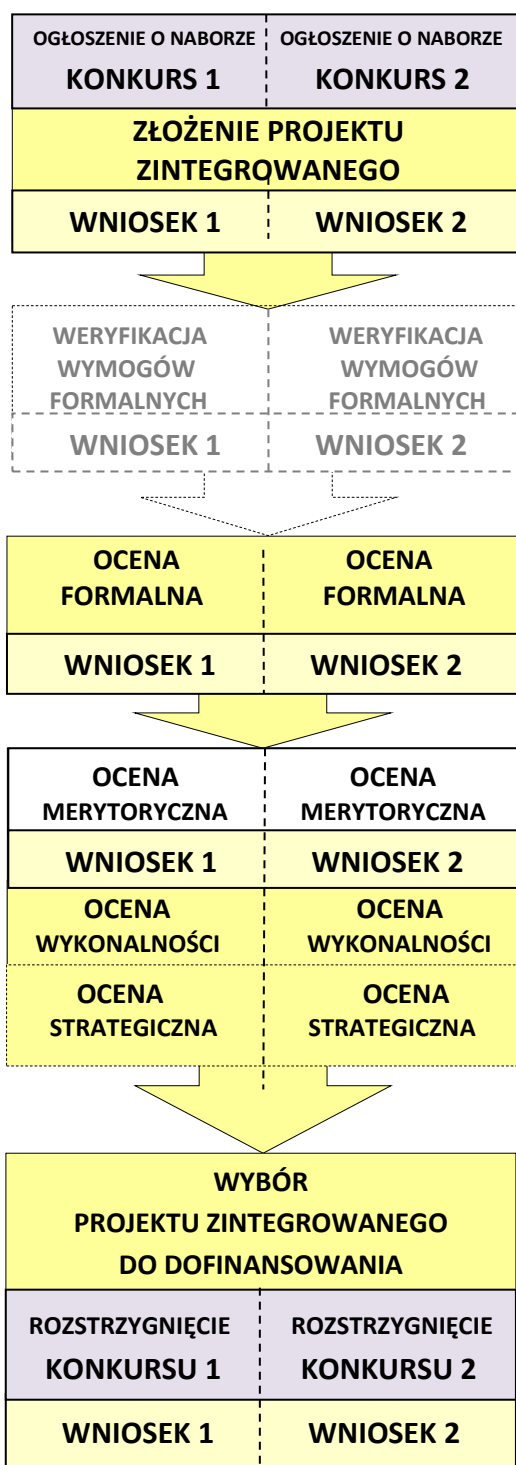 OGŁOSZENIE O NABORZE OGŁOSZENIE O NABORZE
KONKURS 1 KONKURS 2
ZŁOŻENIE PROJEKTU
ZINTEGROWANEGO
WNIOSEK 1 WNIOSEK 2
WERYFIKACJA WERYFIKACJA
WYMOGÓW WYMOGÓW
FORMALNYCH FORMALNYCH
WNIOSEK 1 WNIOSEK 2
OCENA OCENA
FORMALNA FORMALNA
WNIOSEK 1 WNIOSEK 2
OCENA OCENA
MERYTORYCZNA MERYTORYCZNA
WNIOSEK 1 WNIOSEK 2
OCENA OCENA
WYKONALNOŚCI WYKONALNOŚCI
OCENA OCENA
STRATEGICZNA STRATEGICZNA
WYBÓR
PROJEKTU ZINTEGROWANEGO
DO DOFINANSOWANIA
ROZSTRZYGNIĘCIE ROZSTRZYGNIĘCIE
KONKURSU 1 KONKURSU 2
WNIOSEK 1 WNIOSEK 2